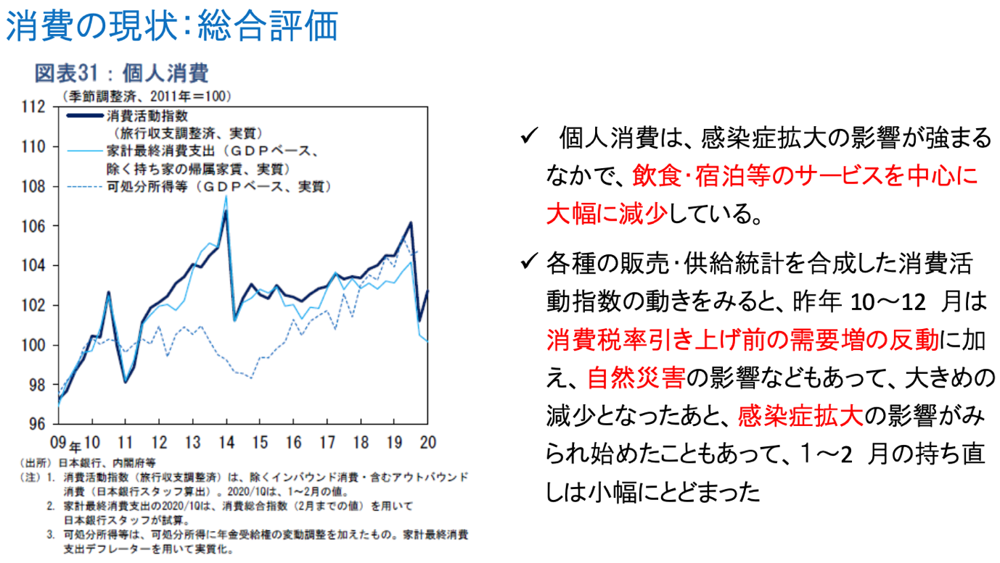 消費の現状：総合評価
図表31：個人消費
（季節調整済、2011年＝100）
112
110
108
106
104
102
100
98
96
消費活動指数
（旅行収支調整済、実質）
家計最終消費支出（ＧＤＰベース、
除く持ち家の帰属家賃、実質）
可処分所得等（ＧＤＰベース、実質）
09年 10 11 12 13 14 15 16 17 18 19 20
（出所）日本銀行、内閣府等
（注）1. 消費活動指数（旅行収支調整済）は、除くインバウンド消費・含むアウトバウンド
消費（日本銀行スタッフ算出）。2020/1Qは、1～2月の値。
2. 家計最終消費支出の2020/1Qは、消費総合指数（2月までの値）を用いて
日本銀行スタッフが試算。
3. 可処分所得等は、可処分所得に年金受給権の変動調整を加えたもの。家計最終消費
支出デフレーターを用いて実質化。
✓ 個人消費は、感染症拡大の影響が強まる
なかで、飲食・宿泊等のサービスを中心に
大幅に減少している。
✓ 各種の販売・供給統計を合成した消費活
動指数の動きをみると、昨年 10～12 月は
消費税率引き上げ前の需要増の反動に加
え、自然災害の影響などもあって、大きめの
減少となったあと、感染症拡大の影響がみ
られ始めたこともあって、１～2 月の持ち直
しは小幅にとどまった